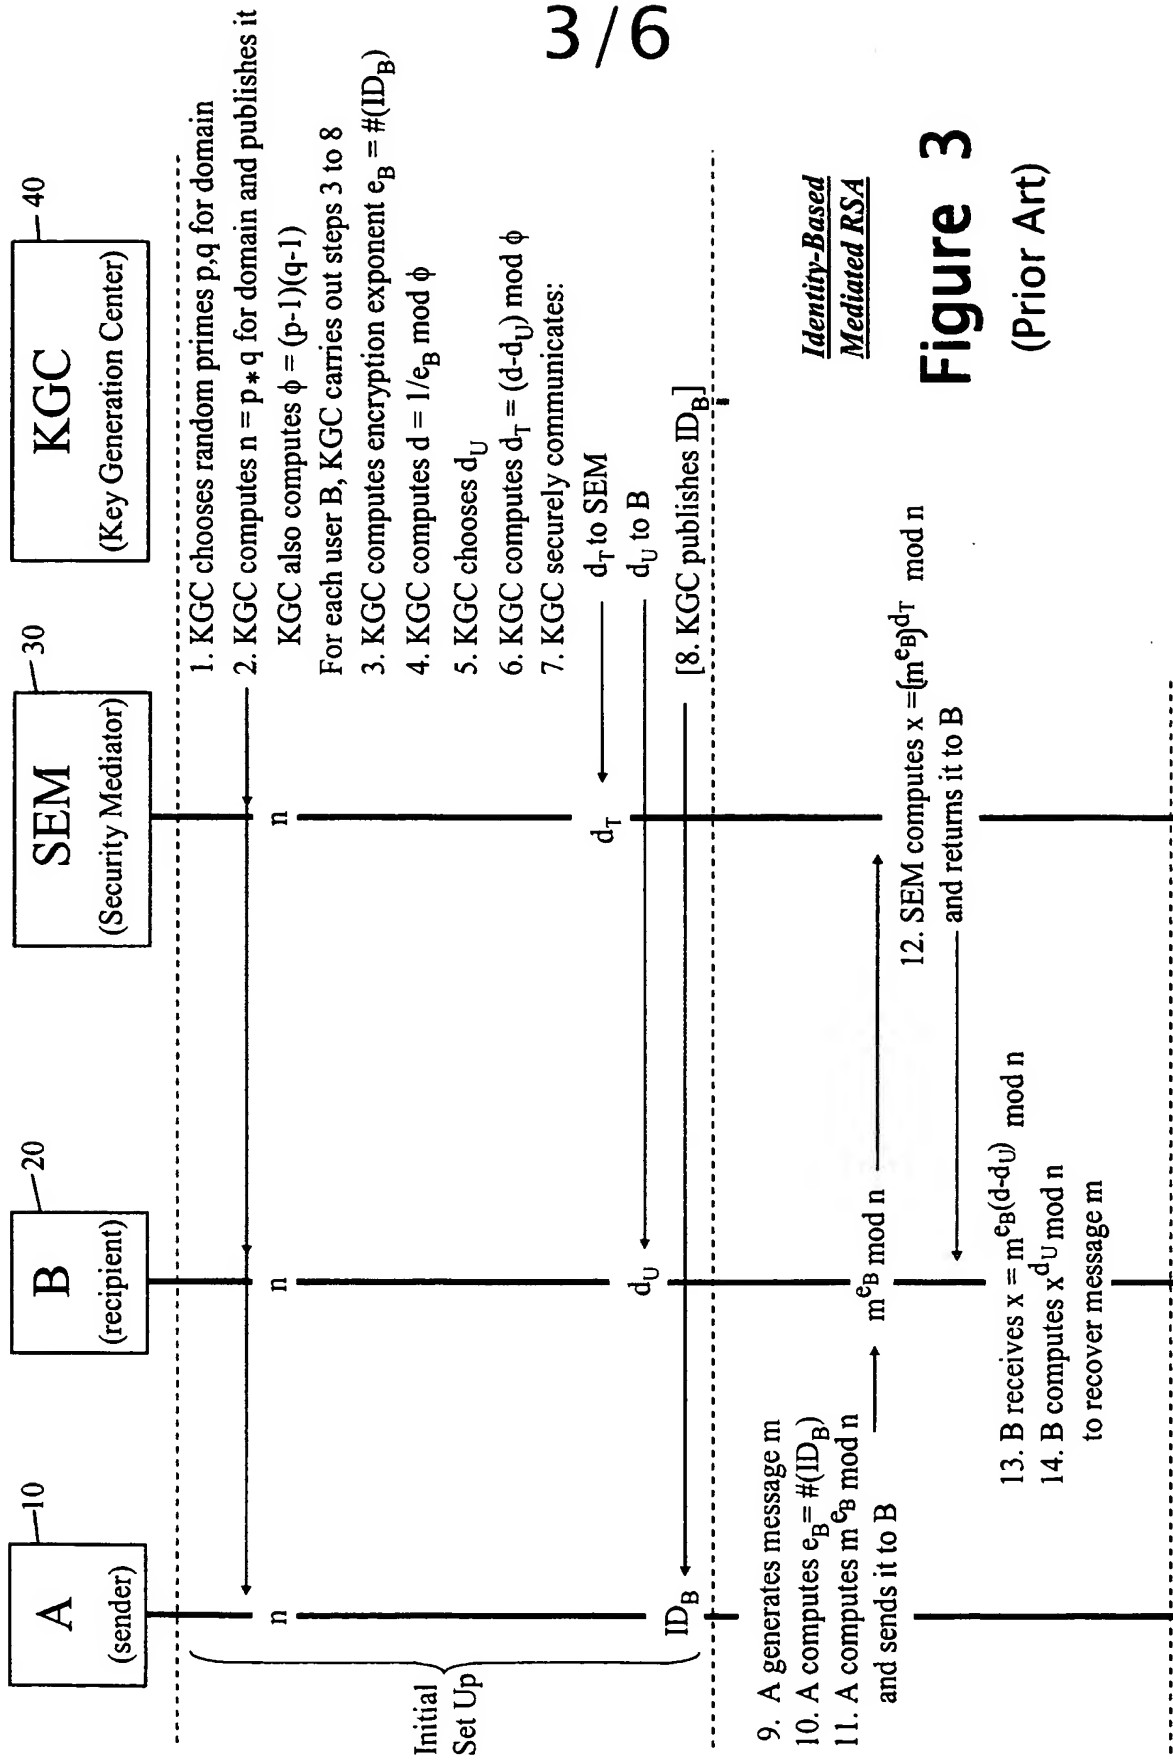 3/6
A
(sender)
10
B
(recipient)
20
SEM
(Security Mediator)
30
KGC
(Key Generation Center)
40
Initial
Set Up
1. KGC chooses random primes p,q for domain
2. KGC computes n = p*q for domain and publishes it
KGC also computes ϕ = (p-1)(q-1)
n
n
n
For each user B, KGC carries out steps 3 to 8
3. KGC computes encryption exponent e_B = #(ID_B)
4. KGC computes d = 1/e_B mod ϕ
5. KGC chooses d_U
6. KGC computes d_T = (d-d_U) mod ϕ
7. KGC securely communicates:
d_T to SEM
d_T
d_U to B
d_U
[8. KGC publishes ID_B]
ID_B
9. A generates message m
10. A computes e_B = #(ID_B)
11. A computes m^e_B mod n
and sends it to B
m^e_B mod n
12. SEM computes x =(m^e_B)^d_T mod n
and returns it to B
13. B receives x = m^e_B(d-d_U) mod n
14. B computes x^d_U mod n
to recover message m
Identity-Based
Mediated RSA
Figure 3
(Prior Art)